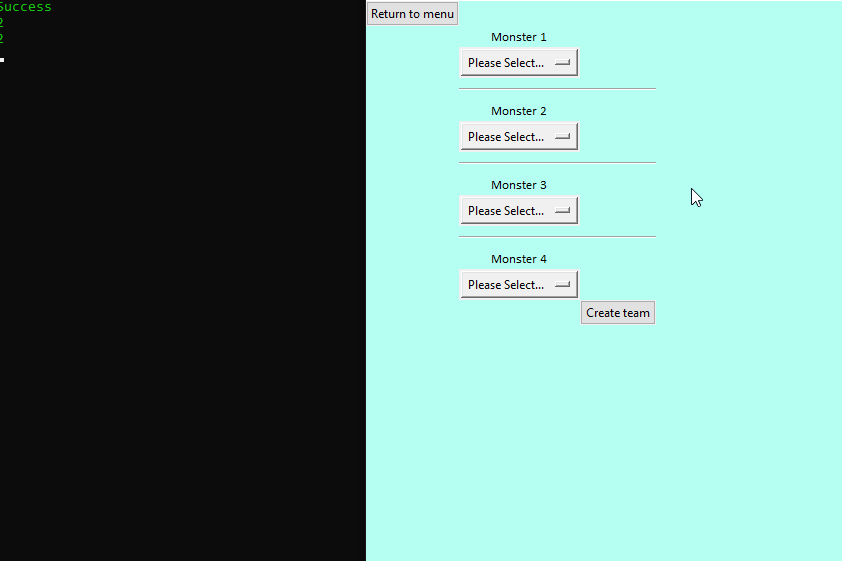 Success
2
2
Return to menu
Monster 1
Please Select...
Monster 2
Please Select...
Monster 3
Please Select...
Monster 4
Please Select...
Create team